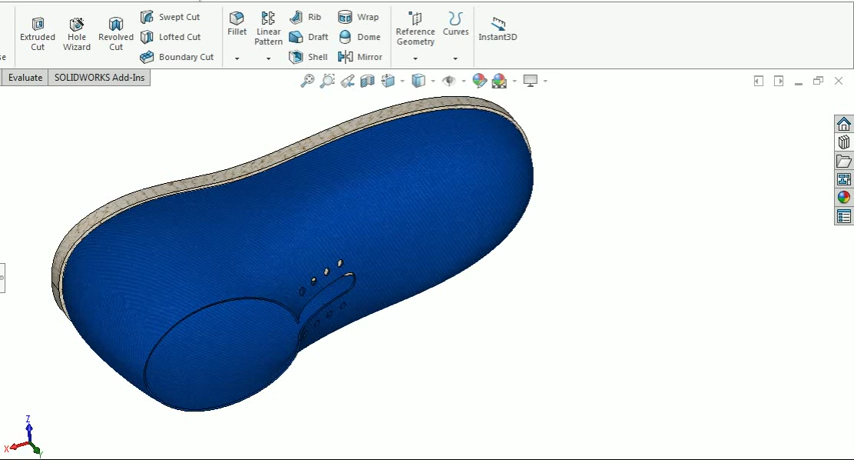 Swept Cut Rib Wrap
Extruded Cut Hole Wizard Revolved Cut Lofted Cut Fillet Linear Pattern Draft Dome Reference Geometry Curves Instant3D
Boundary Cut Shell Mirror
Evaluate SOLIDWORKS Add-Ins
Z
X
Y